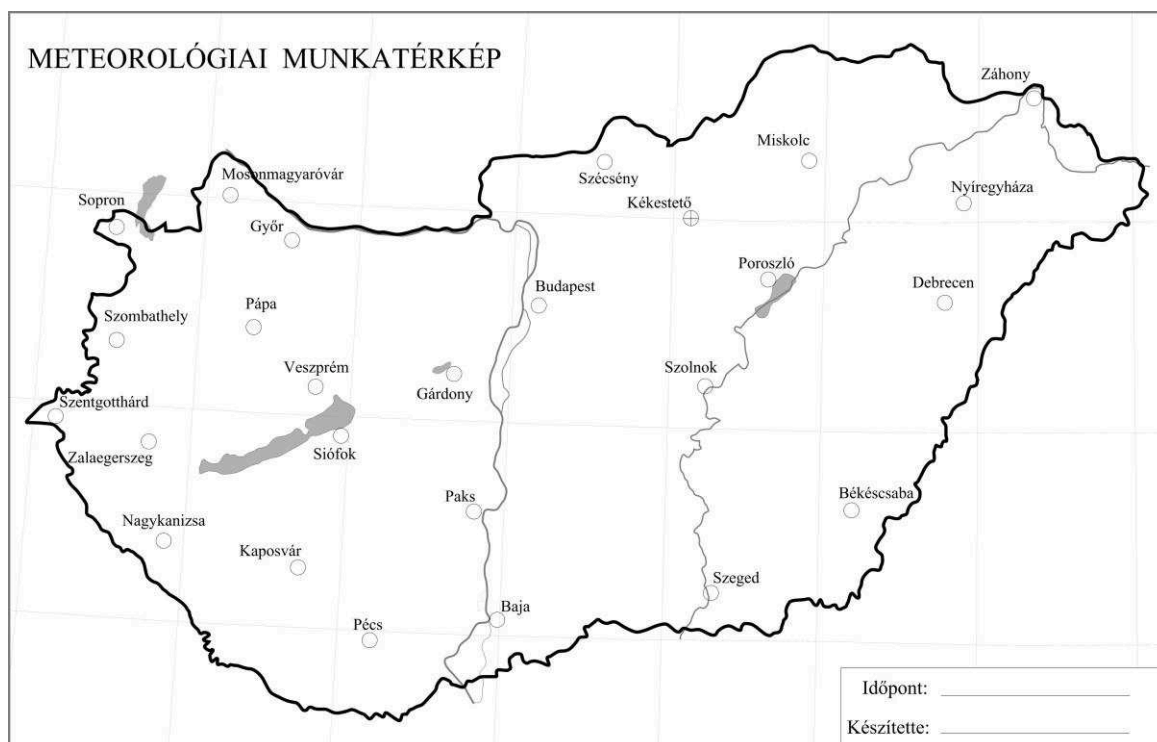 METEOROLÓGIAI MUNKATÉRKÉP
Záhony
Miskolc
Szécsény
Mosonmagyaróvár
Nyíregyháza
Sopron
Kékestető
Győr
Poroszló
Budapest
Debrecen
Pápa
Szombathely
Veszprém
Szolnok
Gárdony
Szentgotthárd
Siófok
Zalaegerszeg
Békéscsaba
Paks
Nagykanizsa
Kaposvár
Szeged
Baja
Pécs
Időpont:
Készítette: